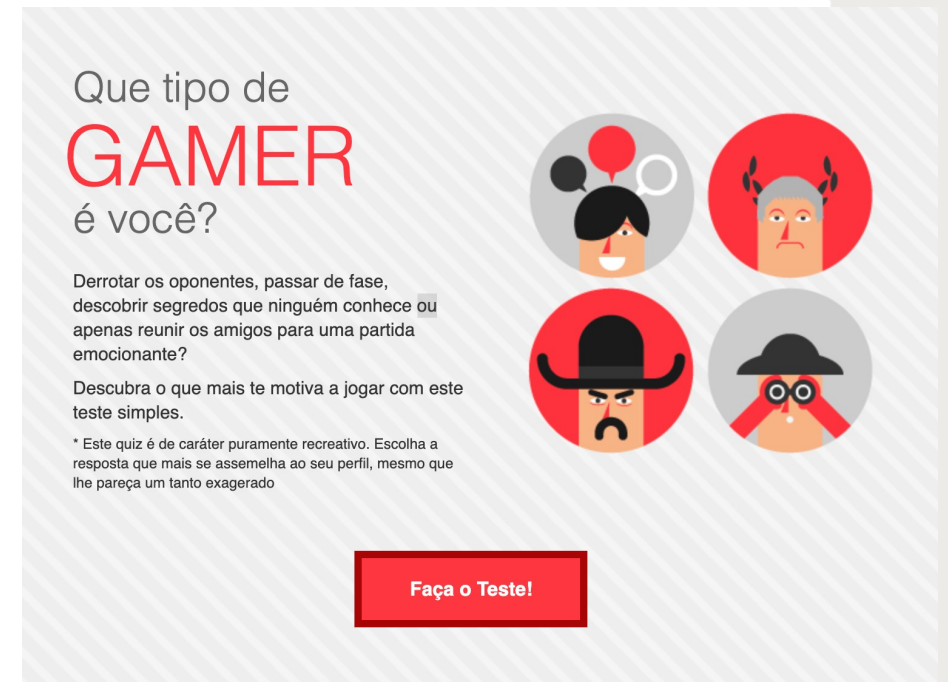 Que tipo de
GAMER
é você?
Derrotar os oponentes, passar de fase,
descobrir segredos que ninguém conhece ou
apenas reunir os amigos para uma partida
emocionante?
Descubra o que mais te motiva a jogar com este
teste simples.
* Este quiz é de caráter puramente recreativo. Escolha a
resposta que mais se assemelha ao seu perfil, mesmo que
lhe pareça um tanto exagerado
Faça o Teste!